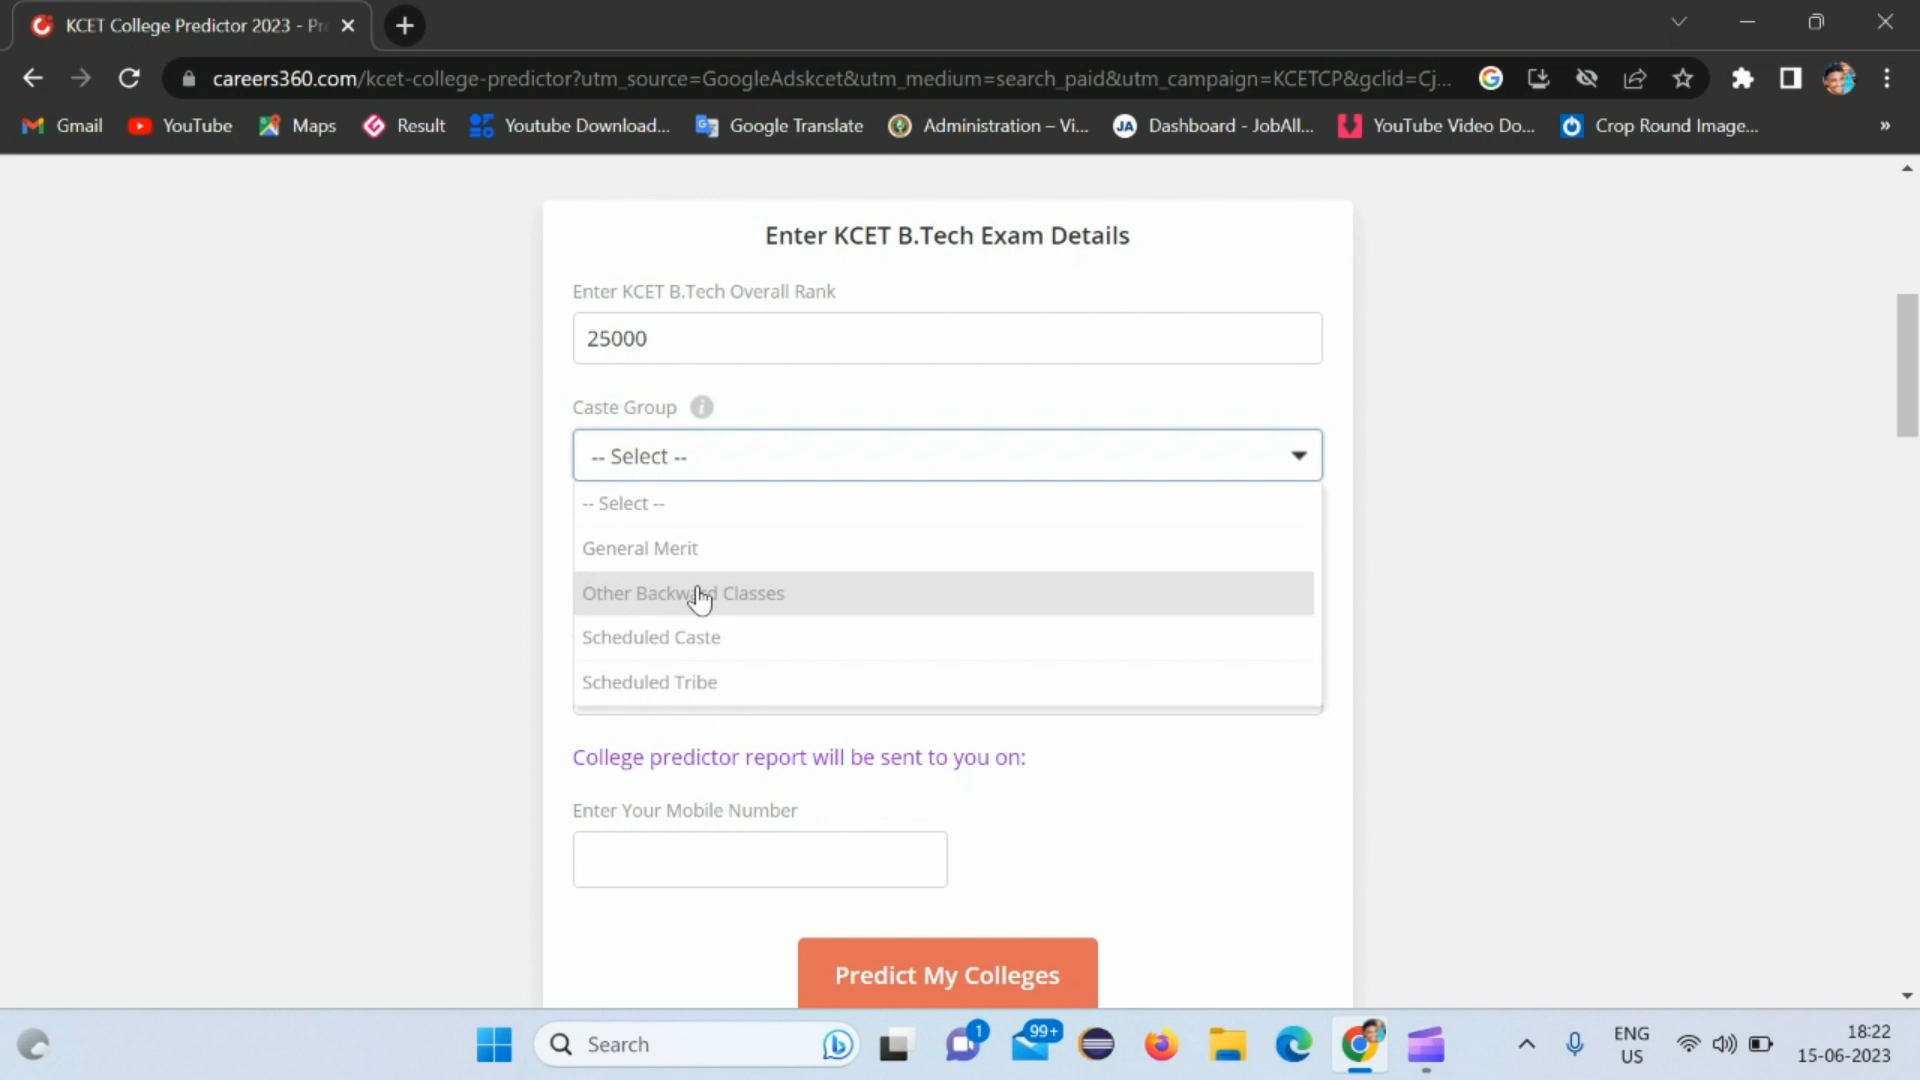 KCET College Predictor 2023 - Pr
careers360.com/kcet-college-predictor?utm_source=GoogleAdskcet&utm_medium=search_paid&utm_campaign=KCETCP&gclid=Cj...
Gmail YouTube Maps Result Youtube Download... Google Translate Administration – Vi... JA Dashboard - JobAll... YouTube Video Do... Crop Round Image... »
Enter KCET B.Tech Exam Details
Enter KCET B.Tech Overall Rank
25000
Caste Group i
-- Select --
-- Select --
General Merit
Other Backward Classes
Scheduled Caste
Scheduled Tribe
College predictor report will be sent to you on:
Enter Your Mobile Number
Predict My Colleges
Search
1
99+
ENG
US
18:22
15-06-2023